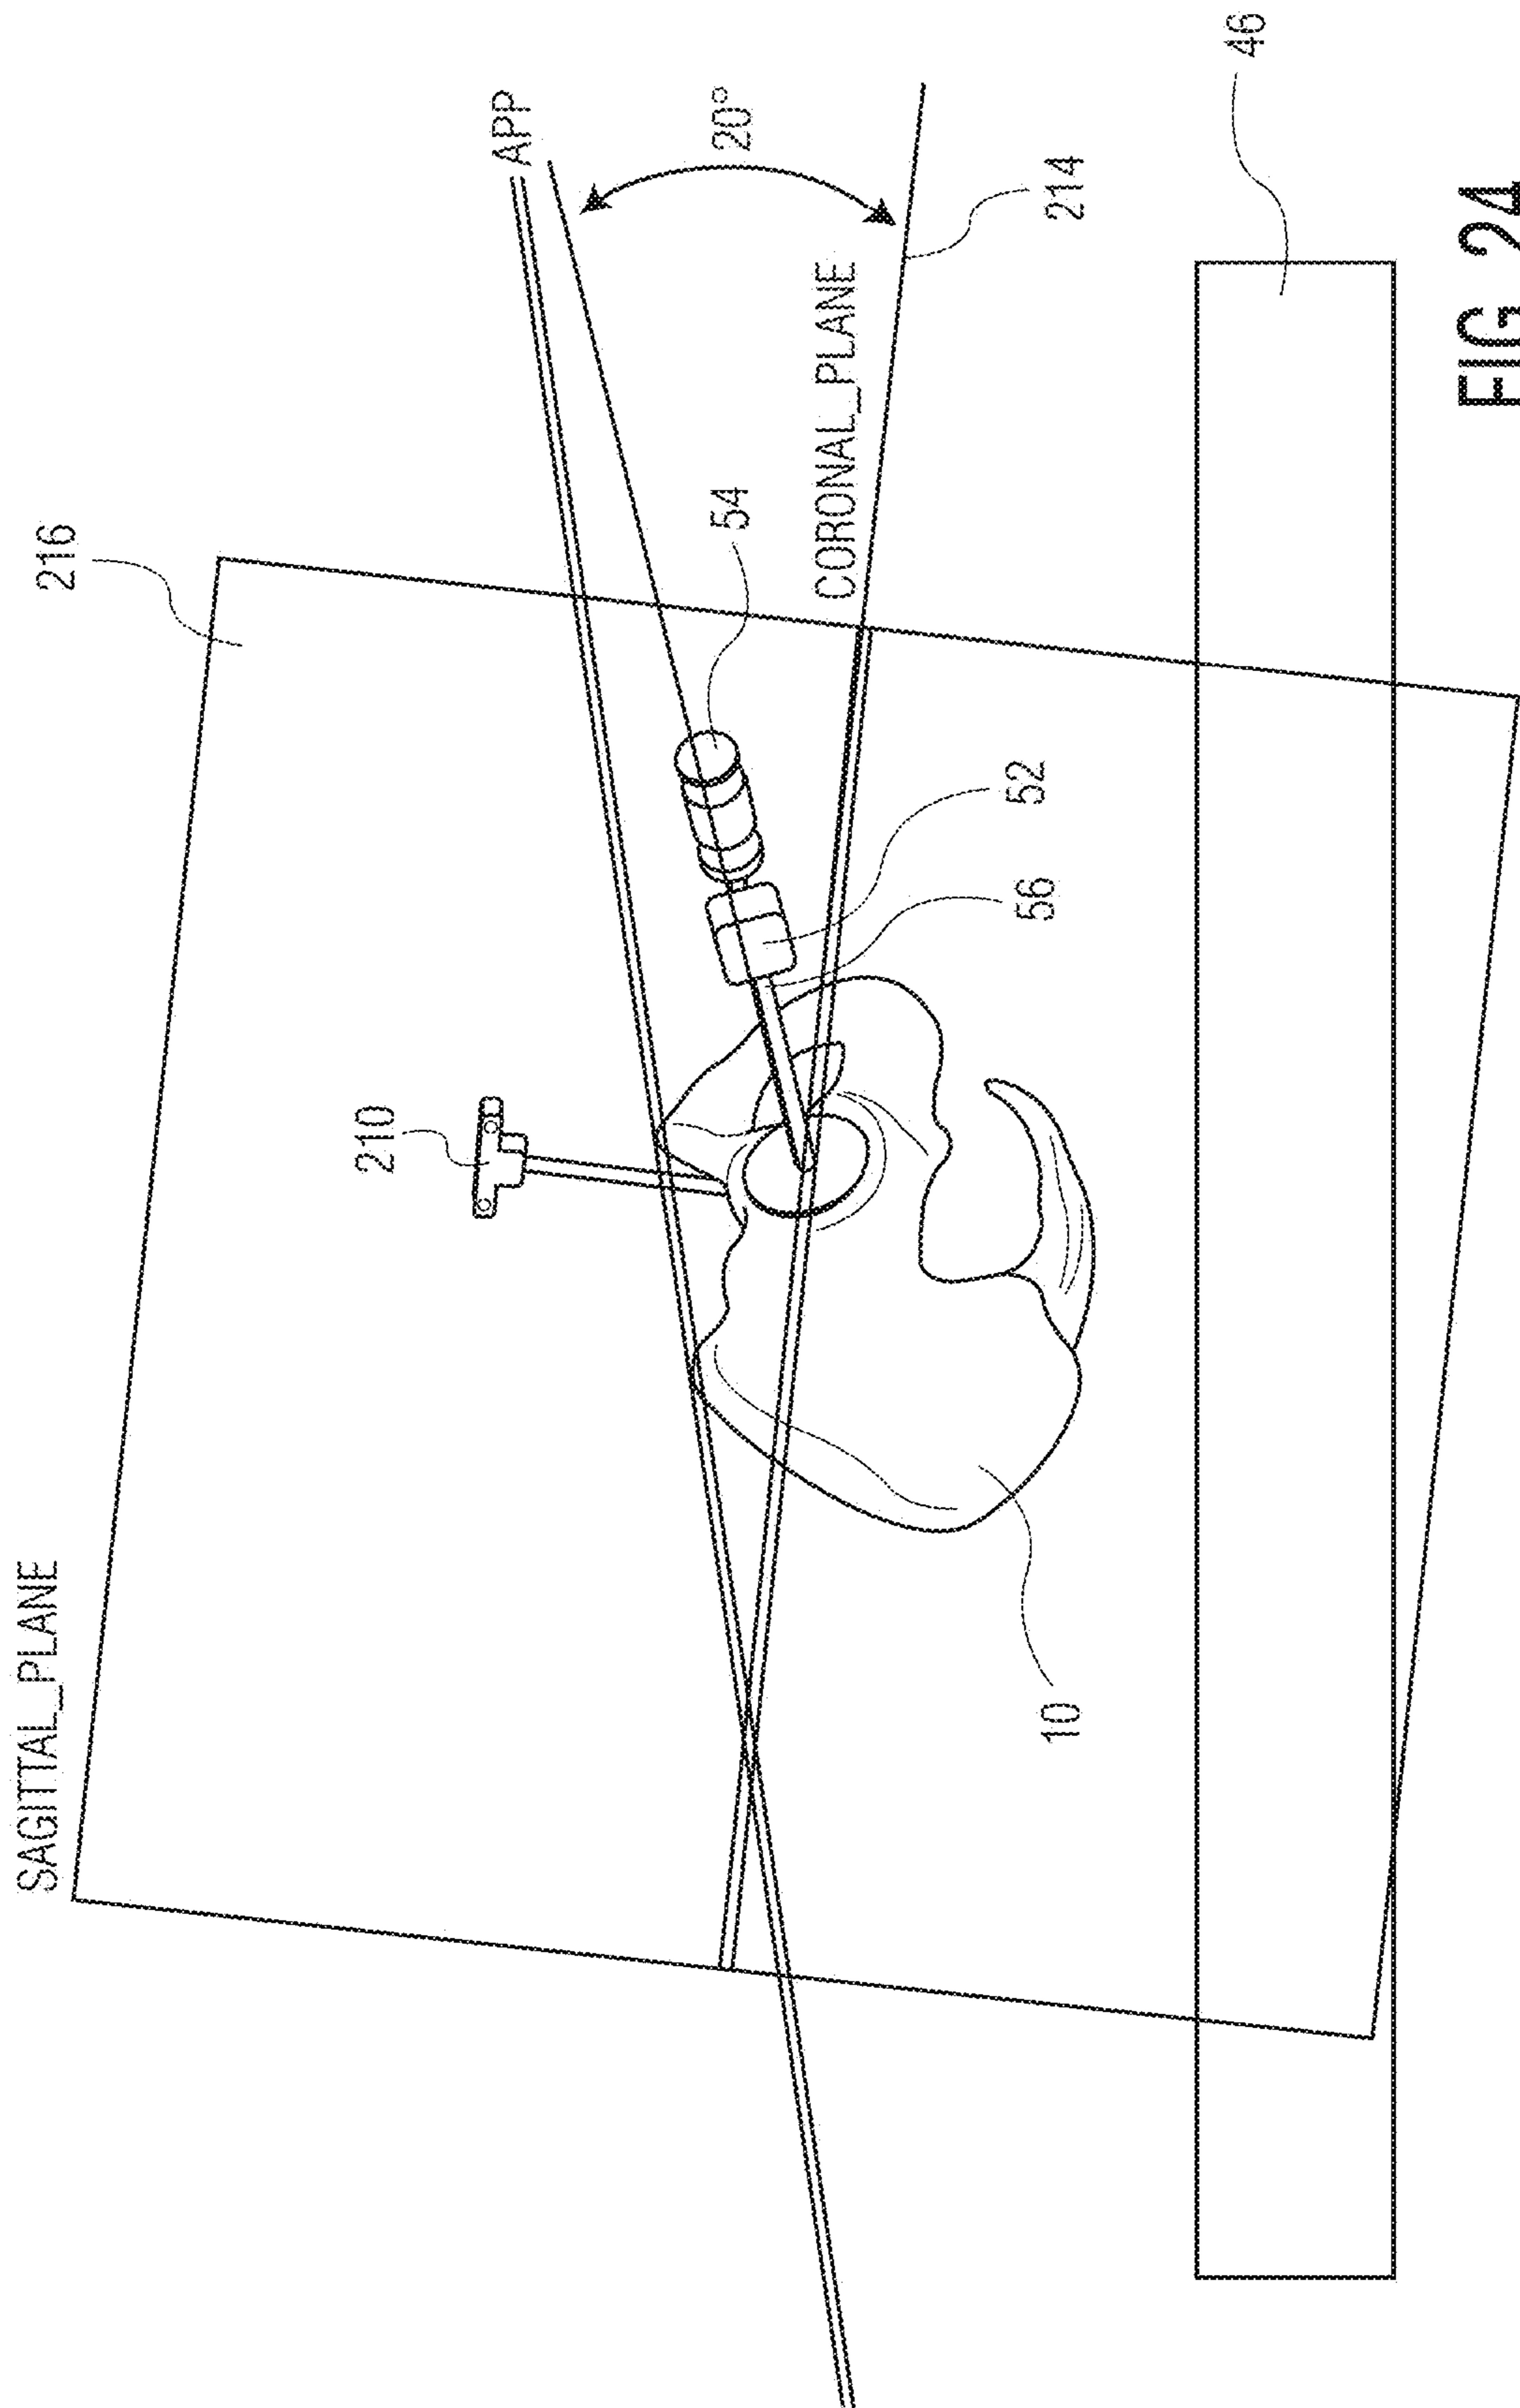 SAGITTAL_PLANE
216
APP
20°
210
54
CORONAL_PLANE
214
52
56
10
46
FIG. 24